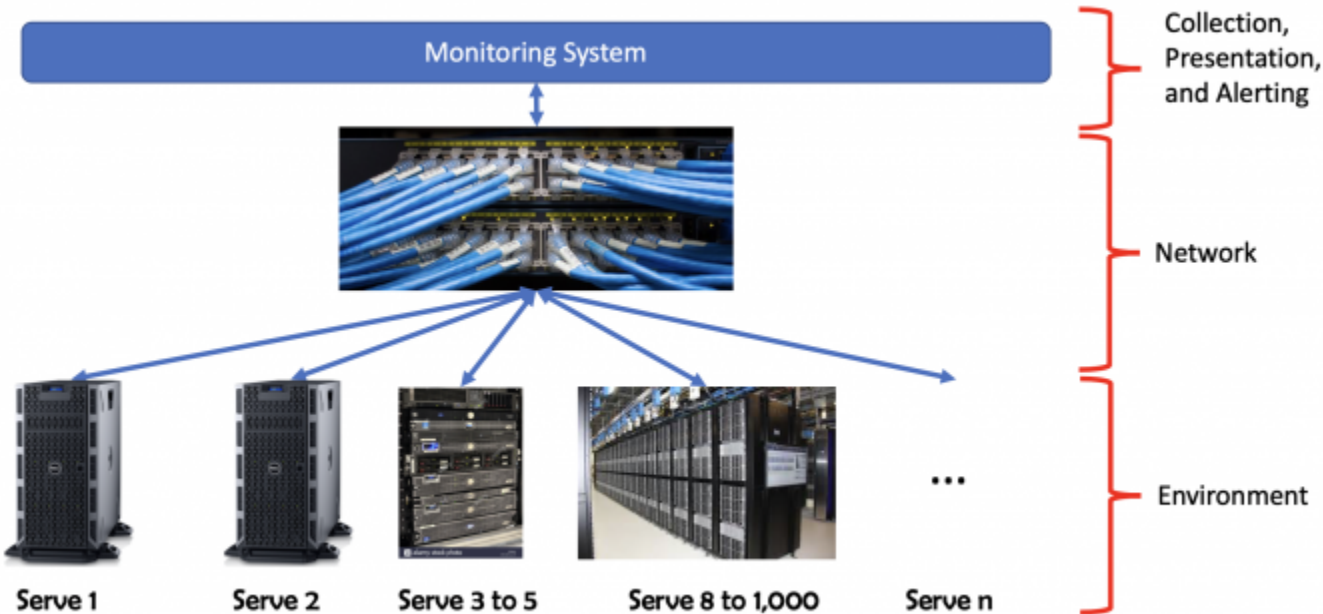 Monitoring System
Collection,
Presentation,
and Alerting
Network
Environment
...
Serve 1
Serve 2
Serve 3 to 5
Serve 8 to 1,000
Serve n